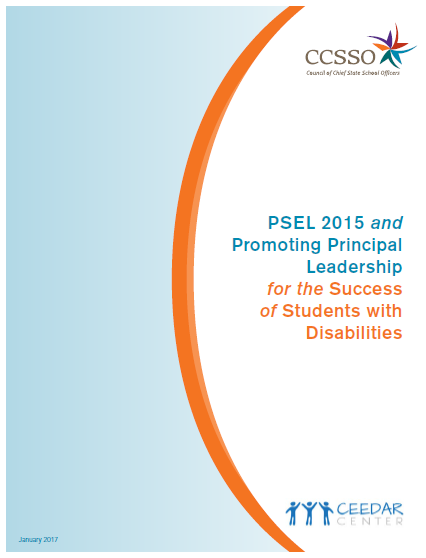 CCSSO
Council of Chief State School Officers
PSEL 2015 and
Promoting Principal
Leadership
for the Success
of Students with
Disabilities
CEEDAR
CENTER
January 2017